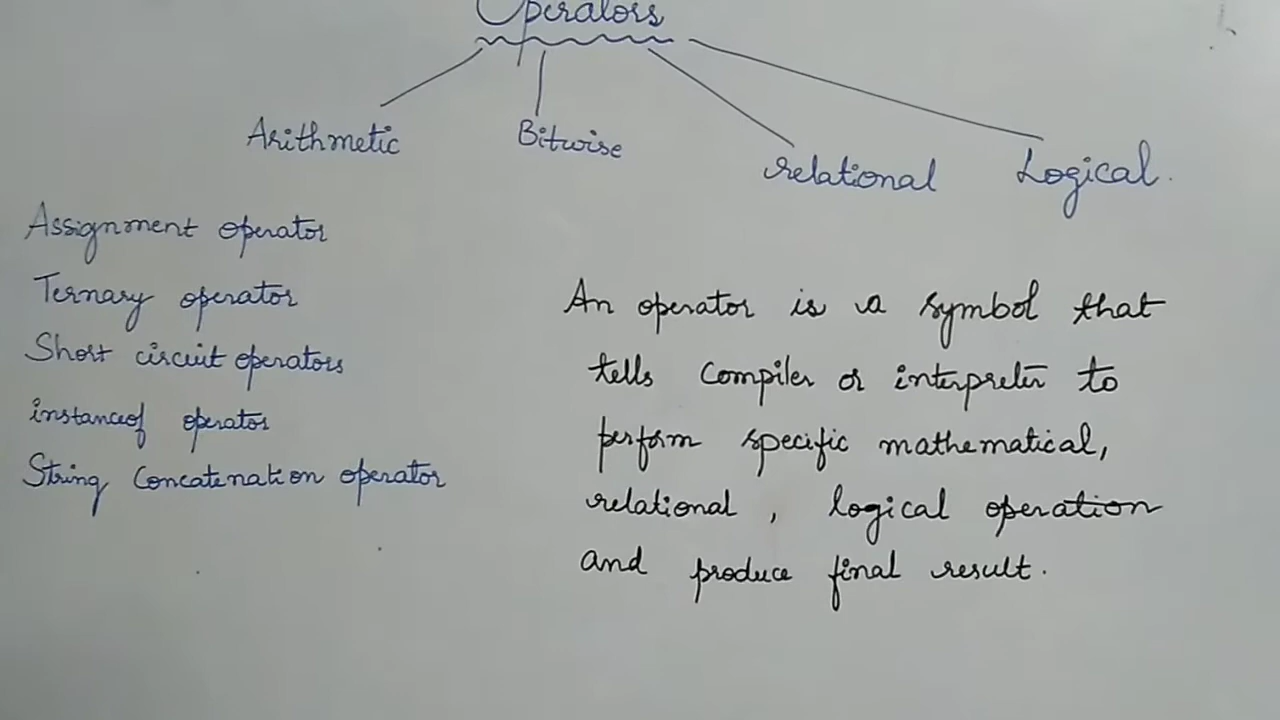 Operators
Arithmetic Bitwise relational Logical.
Assignment operator
Ternary operator
Short circuit operators
instanceof operator
String Concatenation operator
An operator is a symbol that
tells compiler or interpreter to
perform specific mathematical,
relational, logical operation
and produce final result.